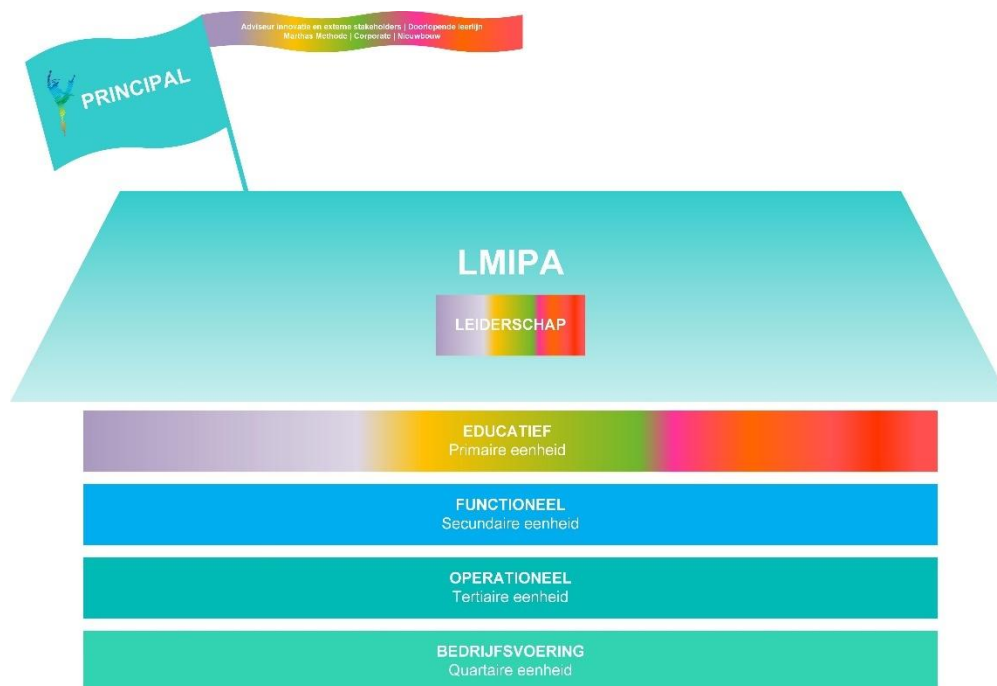 Adviseur innovatie en externe stakeholders | Doorlopende leerlijn
Marthas Methode | Corporate | Nieuwbouw
PRINCIPAL
LMIPA
LEIDERSCHAP
EDUCATIEF
Primaire eenheid
FUNCTIONEEL
Secundaire eenheid
OPERATIONEEL
Tertiaire eenheid
BEDRIJFSVOERING
Quartaire eenheid